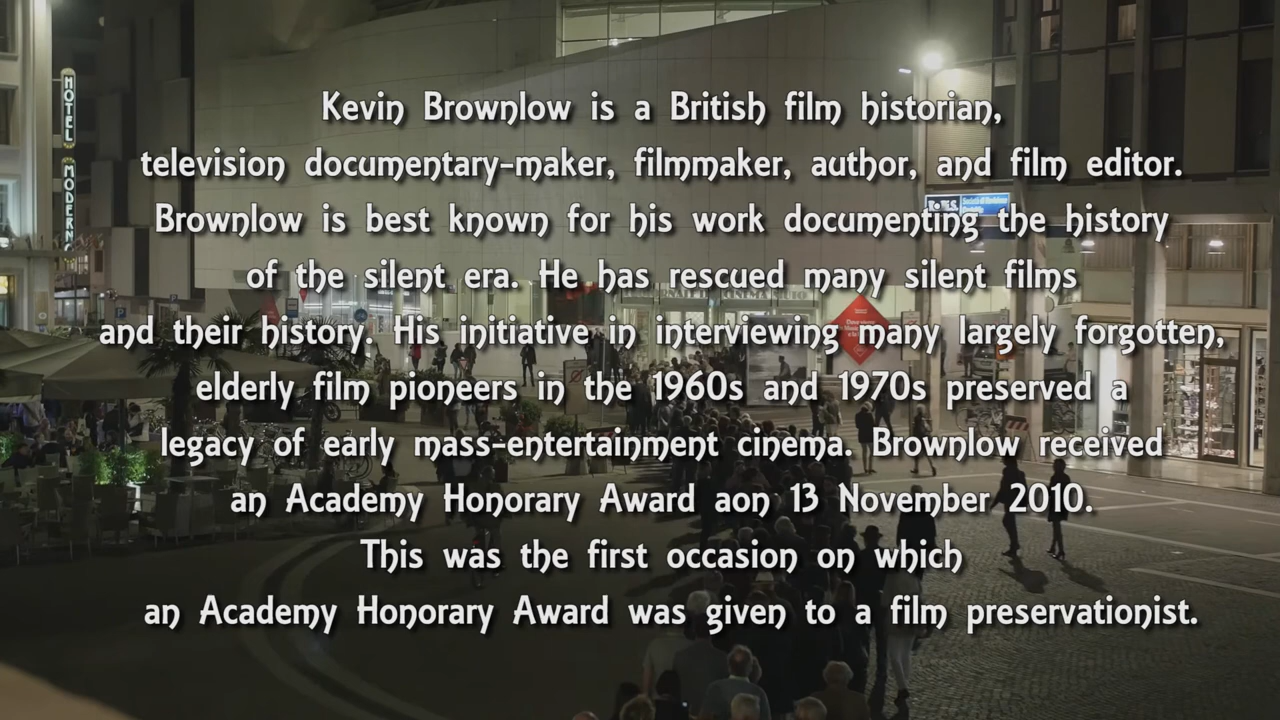 Kevin Brownlow is a British film historian,
television documentary-maker, filmmaker, author, and film editor.
Brownlow is best known for his work documenting the history
of the silent era. He has rescued many silent films
and their history. His initiative in interviewing many largely forgotten,
elderly film pioneers in the 1960s and 1970s preserved a
legacy of early mass-entertainment cinema. Brownlow received
an Academy Honorary Award aon 13 November 2010.
This was the first occasion on which
an Academy Honorary Award was given to a film preservationist.
HOTEL MODERNO